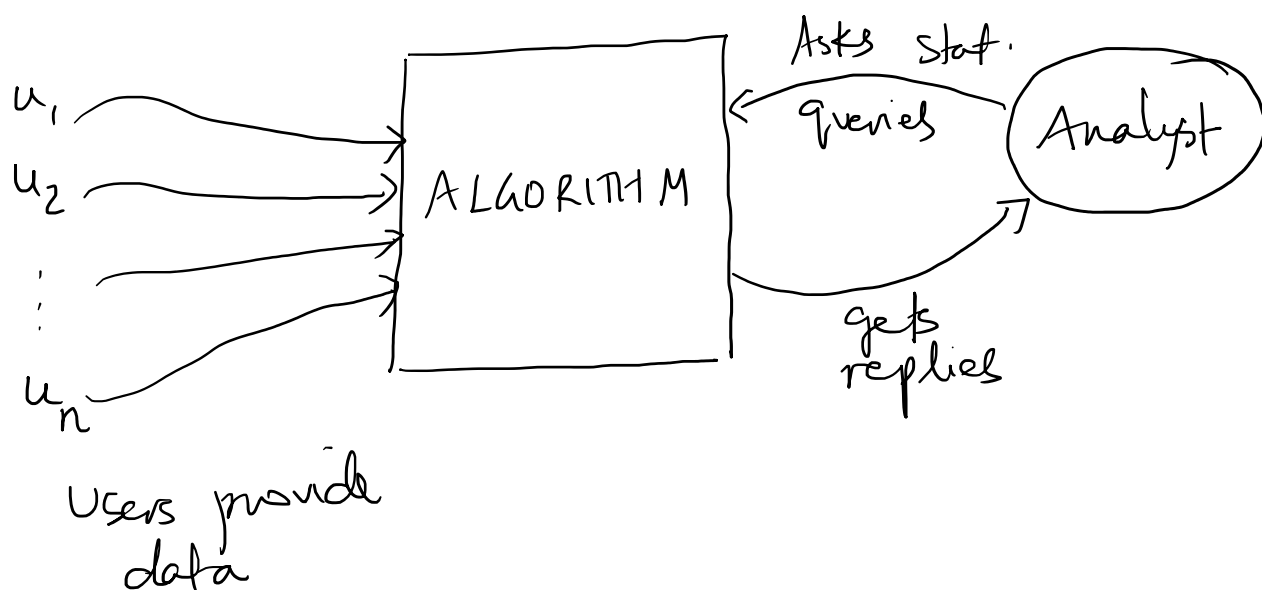 u₁
u₂
⋮
uₙ
Users provide
data
ALGORITHM
Asks stat.
queries
Analyst
gets
replies